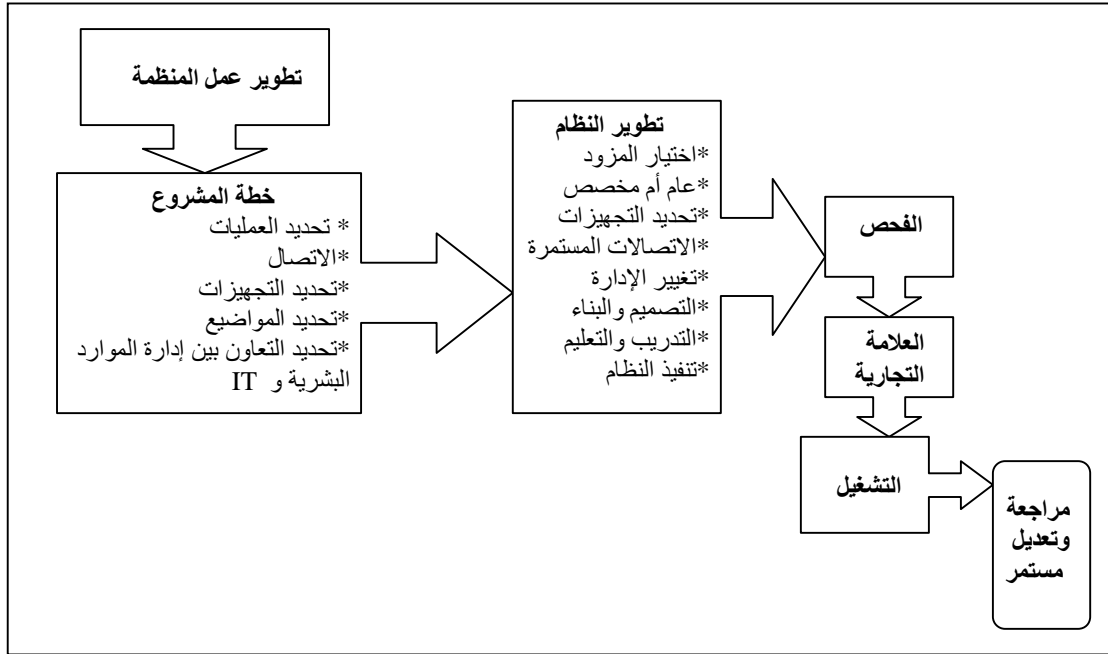 تطوير عمل المنظمة
خطة المشروع
* تحديد العمليات
*الاتصال
*تحديد التجهيزات
*تحديد المواضيع
*تحديد التعاون بين إدارة الموارد
البشرية و IT
تطوير النظام
*اختيار المزود
*عام أم مخصص
*تحديد التجهيزات
*الاتصالات المستمرة
*تغيير الإدارة
*التصميم والبناء
*التدريب والتعليم
*تنفيذ النظام
الفحص
العلامة
التجارية
التشغيل
مراجعة
وتعديل
مستمر